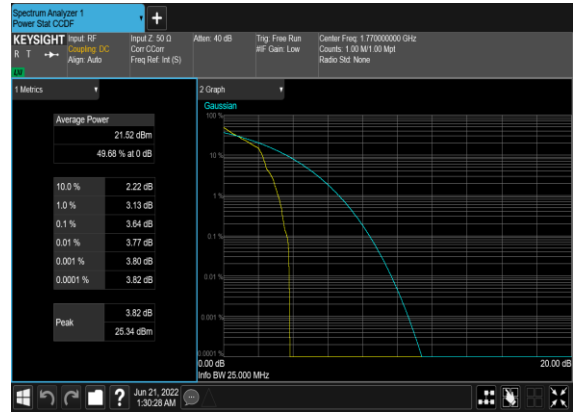 Spectrum Analyzer 1
Power Stat CCDF
KEYSIGHT
R T
LXI
Input: RF
Coupling: DC
Align: Auto
Input Z: 50 Ω
Corr CCorr
Freq Ref: Int (S)
Atten: 40 dB
Trig: Free Run
#IF Gain: Low
Center Freq: 1.770000000 GHz
Counts: 1.00 M/1.00 Mpt
Radio Std: None
1 Metrics
Average Power
21.52 dBm
49.68 % at 0 dB
10.0 % 2.22 dB
1.0 % 3.13 dB
0.1 % 3.64 dB
0.01 % 3.77 dB
0.001 % 3.80 dB
0.0001 % 3.82 dB
Peak
3.82 dB
25.34 dBm
2 Graph
Gaussian
100 %
10 %
1 %
0.1 %
0.01 %
0.001 %
0.0001 %
0.00 dB
20.00 dB
Info BW 25.000 MHz
?
Jun 21, 2022
1:30:28 AM